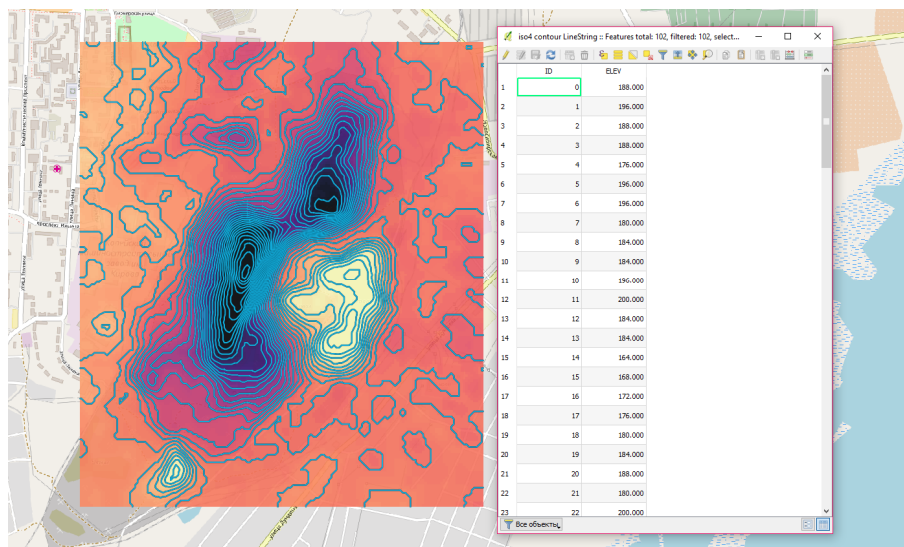 iso4 contour LineString :: Features total: 102, filtered: 102, select...
ID ELEV
1 0 188.000
2 1 196.000
3 2 188.000
4 3 188.000
5 4 176.000
6 5 196.000
7 6 196.000
8 7 180.000
9 8 184.000
10 9 184.000
11 10 196.000
12 11 200.000
13 12 184.000
14 13 184.000
15 14 164.000
16 15 168.000
17 16 172.000
18 17 176.000
19 18 180.000
20 19 184.000
21 20 188.000
22 21 180.000
23 22 200.000
Все объекты